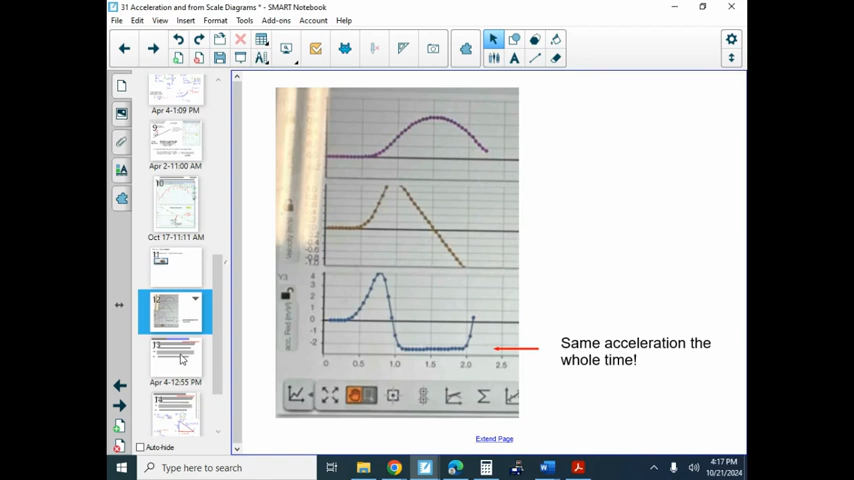 31 Acceleration and from Scale Diagrams * - SMART Notebook
File Edit View Insert Format Tools Add-ons Account Help
Apr 4-1:09 PM
9
Apr 2-11:00 AM
10
Oct 17-11:11 AM
11
12
13
Apr 4-12:55 PM
14
Auto-hide
Velocity (m/s)
Y3
4
3
2
1
0
-1
-2
0 0.5 1.0 1.5 2.0 2.5
Same acceleration the
whole time!
Extend Page
Type here to search
4:17 PM
10/21/2024